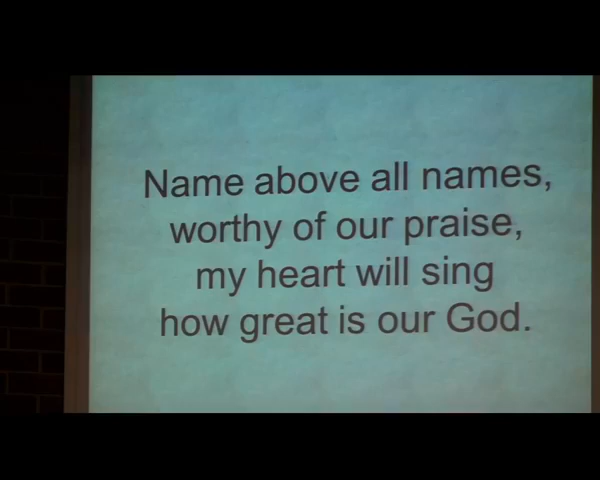 Name above all names,
worthy of our praise,
my heart will sing
how great is our God.